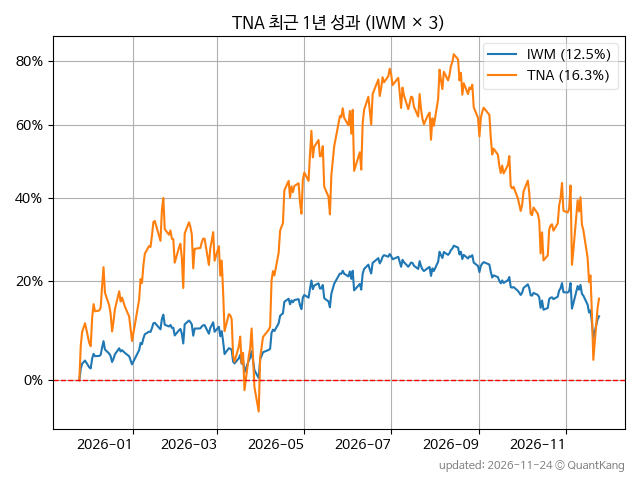 TNA 최근 1년 성과 (IWM × 3)
IWM (12.5%)
TNA (16.3%)
80%
60%
40%
20%
0%
2026-01 2026-03 2026-05 2026-07 2026-09 2026-11
updated: 2026-11-24 © QuantKang